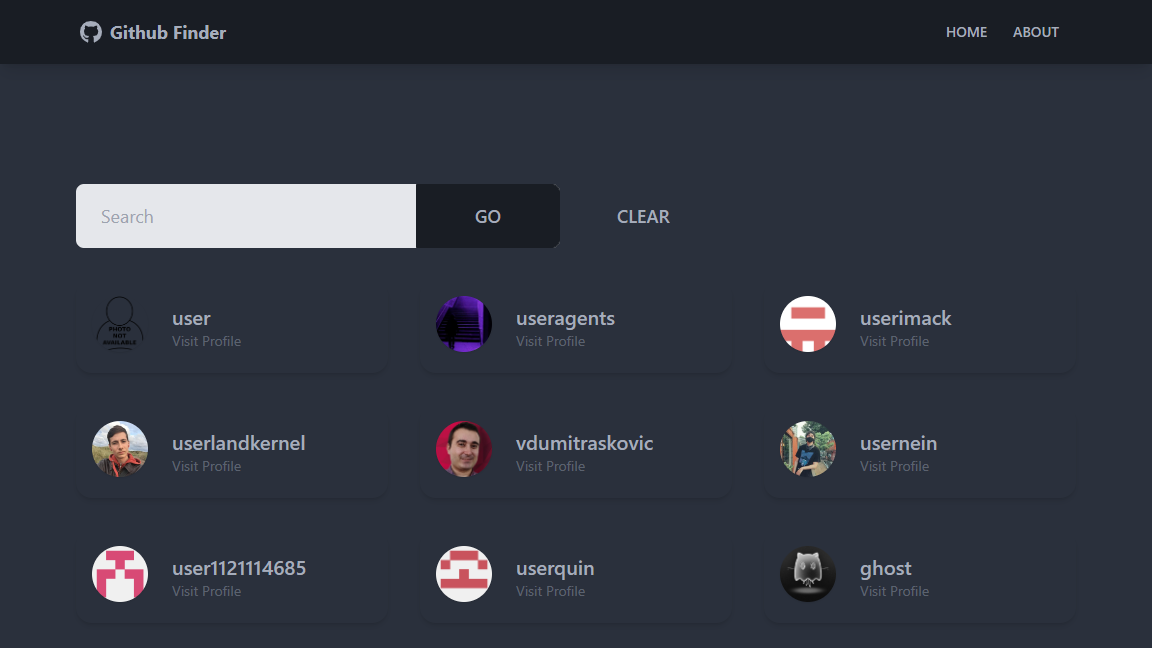 Github Finder
HOME ABOUT
Search GO CLEAR
PHOTO
NOT
AVAILABLE
user useragents userimack
Visit Profile Visit Profile Visit Profile
userlandkernel vdumitraskovic usernein
Visit Profile Visit Profile Visit Profile
user1121114685 userquin ghost
Visit Profile Visit Profile Visit Profile